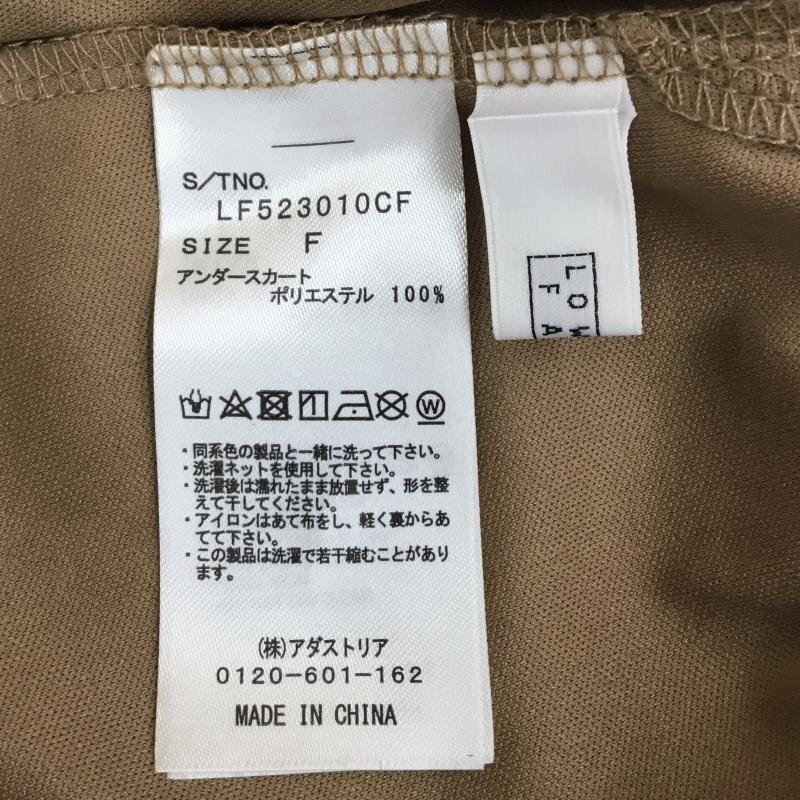 S/TNO.
LF523010CF
SIZE F
アンダースカート
ポリエステル 100%
W
・同系色の製品と一緒に洗って下さい。
・洗濯ネットを使用して下さい。
・洗濯後は濡れたまま放置せず、形を整
えて干してください。
・アイロンはあて布をし、軽く裏からあ
てて下さい。
・この製品は洗濯で若干縮むことがあり
ます。
(株)アダストリア
0120-601-162
MADE IN CHINA
LOW
FA